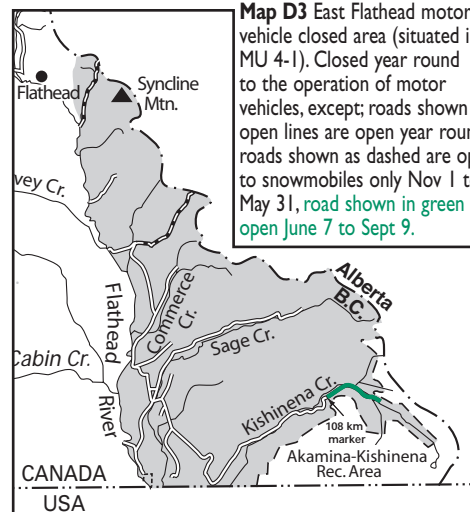 Map D3 East Flathead motor
vehicle closed area (situated i
MU 4-1). Closed year round
to the operation of motor
vehicles, except; roads shown
open lines are open year roun
roads shown as dashed are op
to snowmobiles only Nov 1 t
May 31, road shown in green
open June 7 to Sept 9.
Flathead
Syncline
Mtn.
vey Cr.
Flathead
River
Commerce
Cr.
Alberta
B.C.
Sage Cr.
Cabin Cr.
Kishinena Cr.
108 km
marker
Akamina-Kishinena
Rec. Area
CANADA
USA